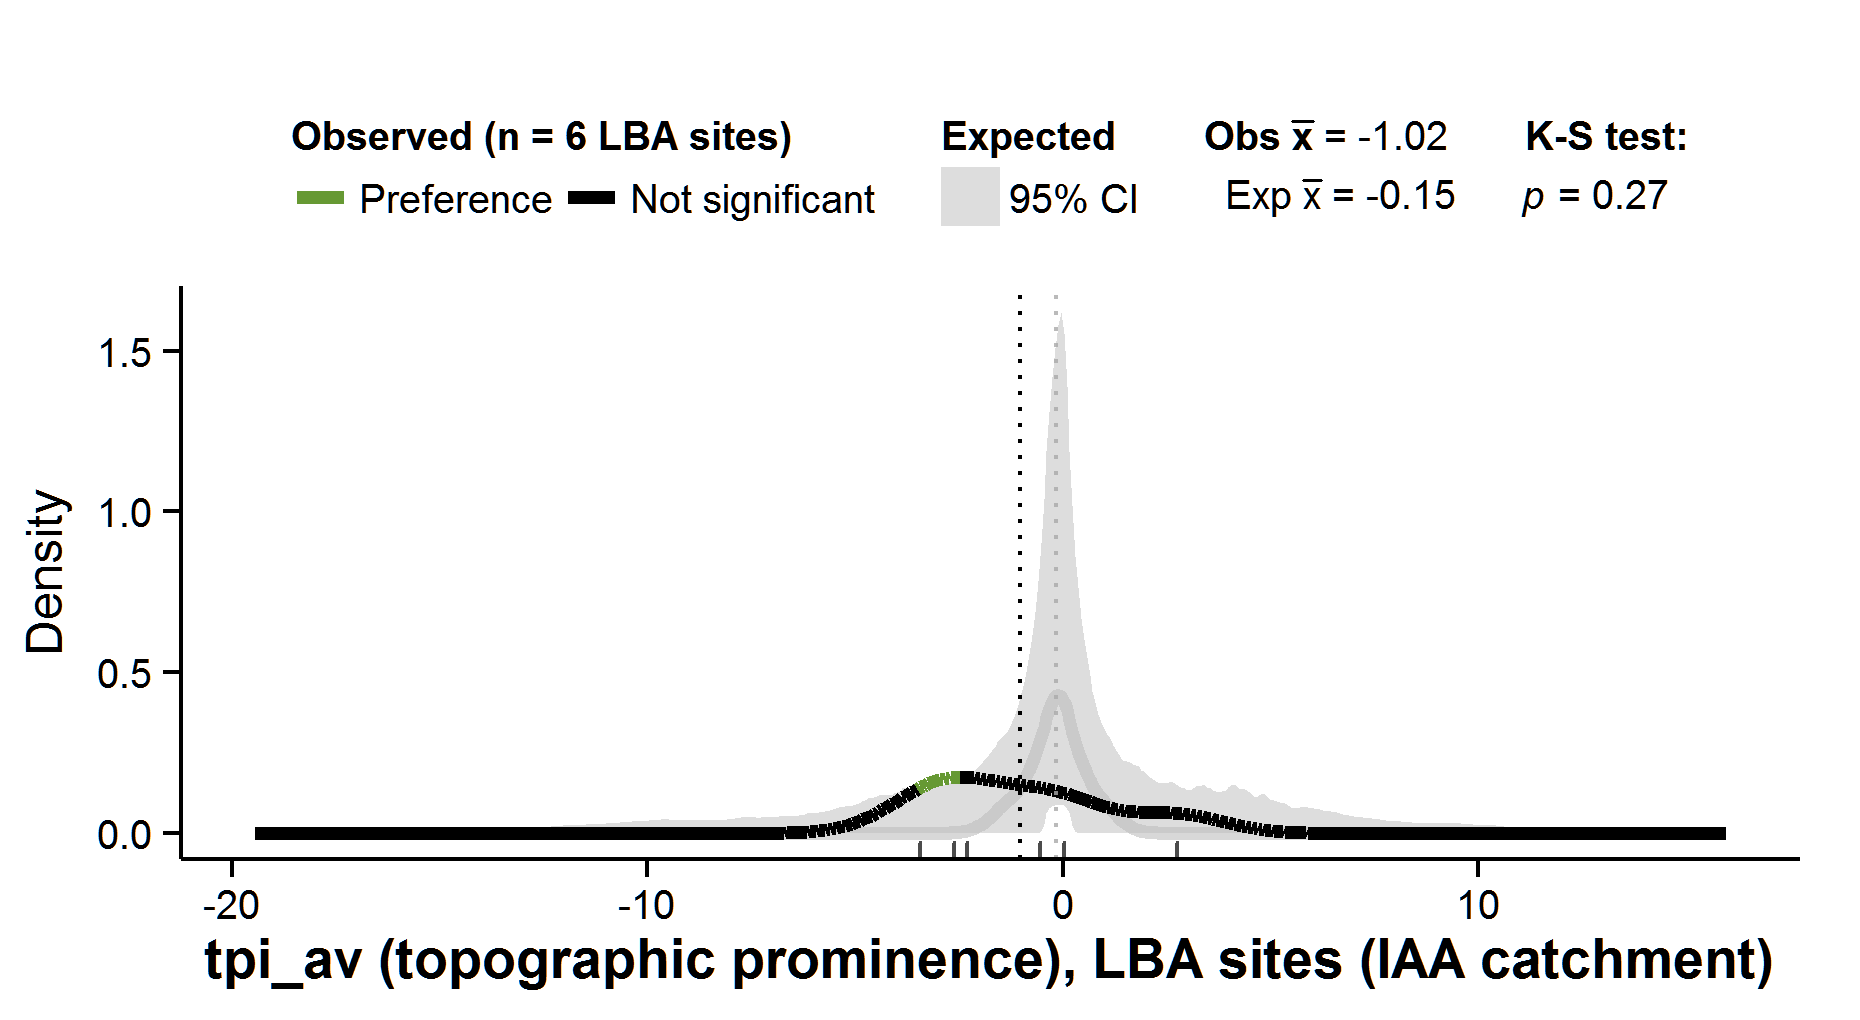 Observed (n = 6 LBA sites) Expected Obs x̅ = -1.02 K-S test:
Preference Not significant 95% CI Exp x̅ = -0.15 p = 0.27
1.5
1.0
0.5
0.0
Density
-20 -10 0 10
tpi_av (topographic prominence), LBA sites (IAA catchment)